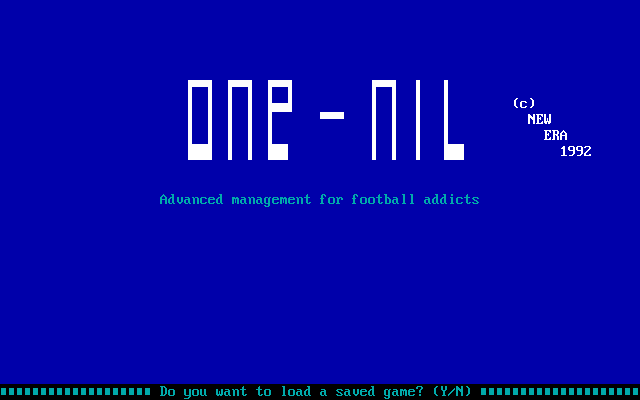 one - nil
(c)
NEW
ERA
1992
Advanced management for football addicts
Do you want to load a saved game? (Y/N)